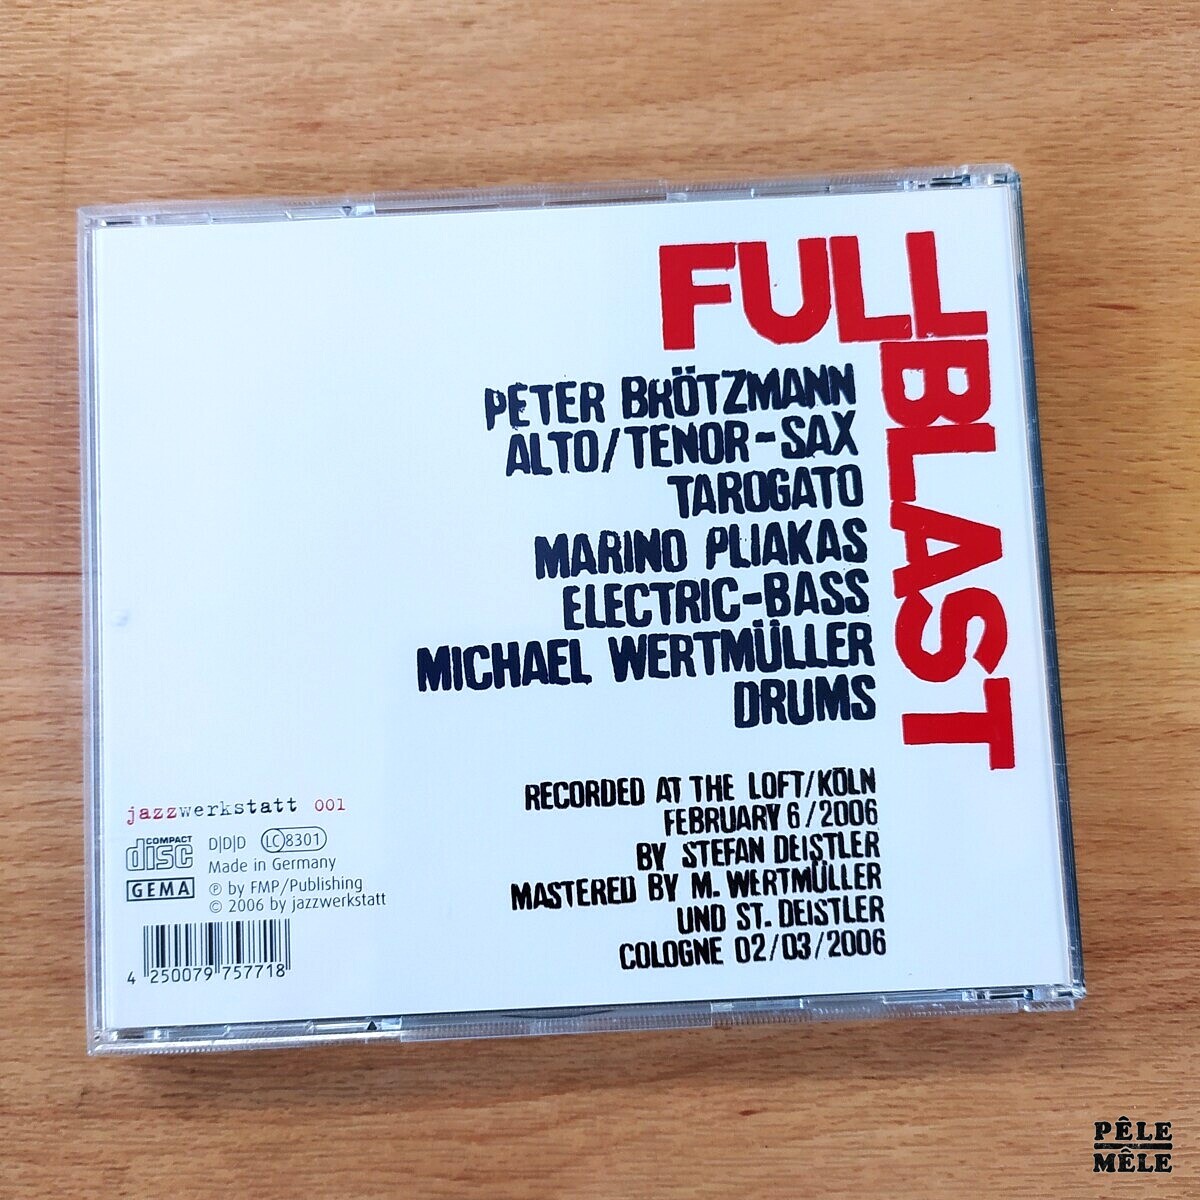 FULL
BLAST
PETER BRÖTZMANN
ALTO/TENOR-SAX
TAROGATO
MARINO PLIAKAS
ELECTRIC-BASS
MICHAEL WERTMÜLLER
DRUMS
RECORDED AT THE LOFT/KÖLN
FEBRUARY 6/2006
BY STEFAN DEISTLER
MASTERED BY M. WERTMÜLLER
UND ST. DEISTLER
COLOGNE 02/03/2006
jazzwerkstatt 001
COMPACT
disc
D|D|D LC 8301
Made in Germany
GEMA
℗ by FMP/Publishing
© 2006 by jazzwerkstatt
4 250079 757718
PÊLE
MÊLE